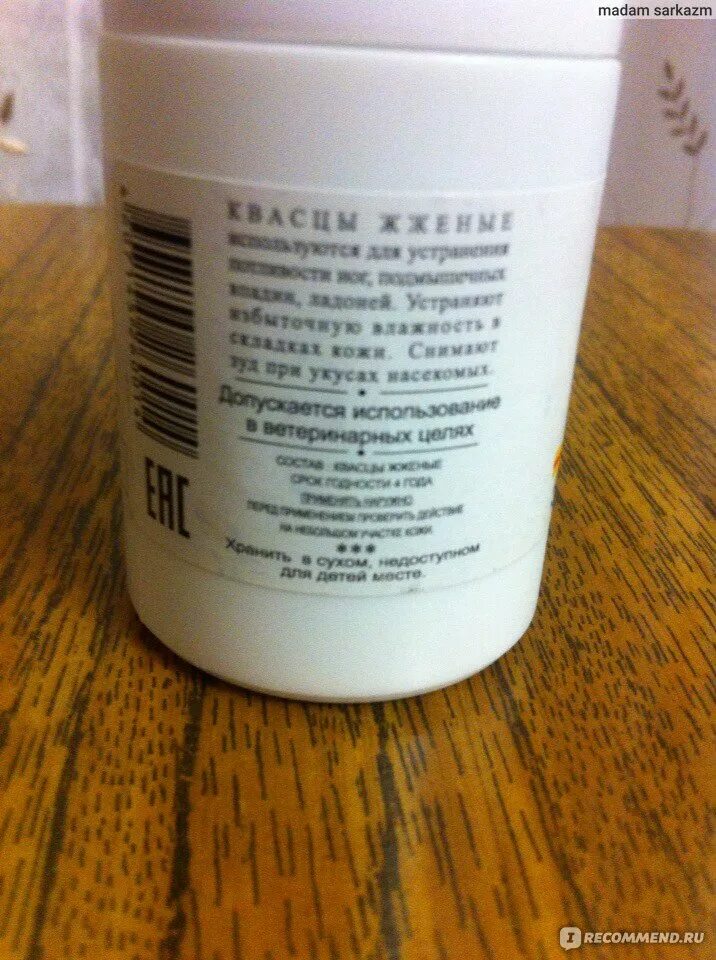 madam sarkazm
КВАСЦЫ ЖЖЕНЫЕ
используются для устранения
потливости ног, подмышечных
впадин, ладоней. Устраняют
избыточную влажность в
складках кожи. Снимают
зуд при укусах насекомых.
Допускается использование
в ветеринарных целях
СОСТАВ: КВАСЦЫ ЖЖЕНЫЕ
СРОК ГОДНОСТИ 4 ГОДА
ПРИМЕНЯТЬ НАРУЖНО
ПЕРЕД ПРИМЕНЕНИЕМ ПРОВЕРИТЬ ДЕЙСТВИЕ
НА НЕБОЛЬШОМ УЧАСТКЕ КОЖИ
***
Хранить в сухом, недоступном
для детей месте.
EAC
IRECOMMEND.RU